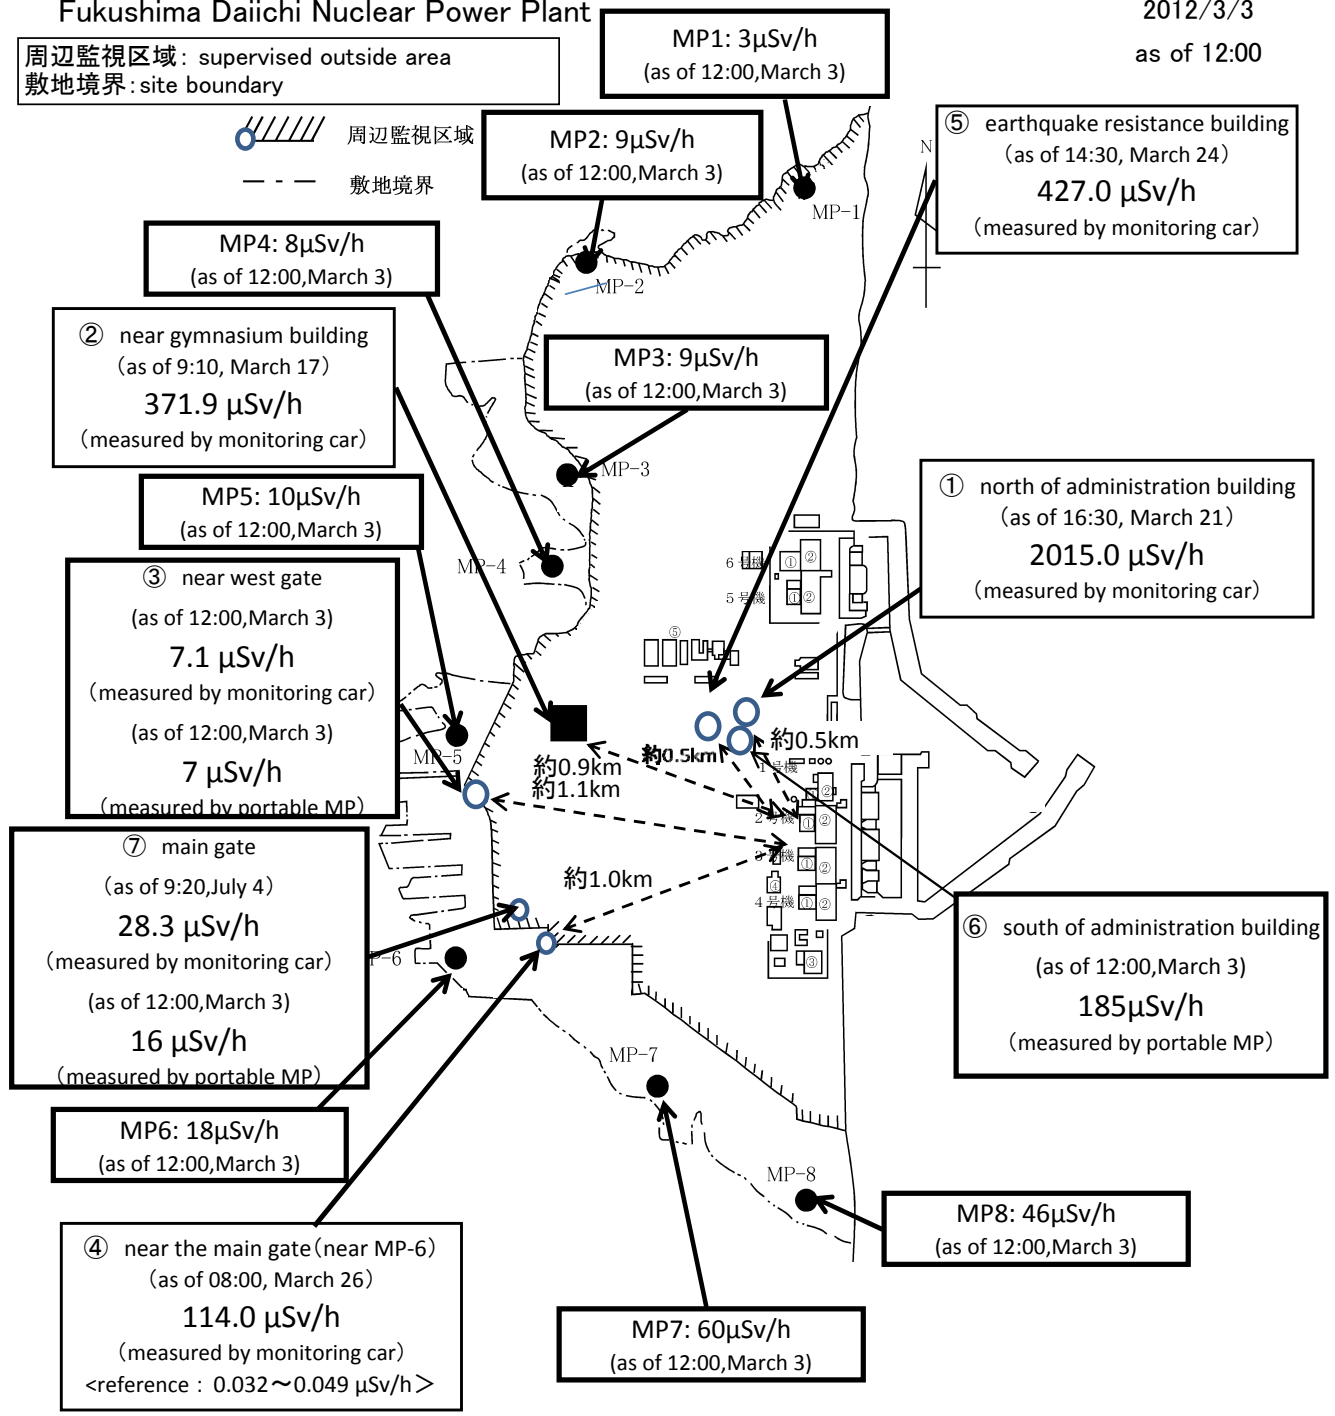 Fukushima Daiichi Nuclear Power Plant
2012/3/3
as of 12:00
周辺監視区域: supervised outside area
敷地境界:site boundary
周辺監視区域
敷地境界
MP1: 3μSv/h
(as of 12:00,March 3)
MP2: 9μSv/h
(as of 12:00,March 3)
⑤ earthquake resistance building
(as of 14:30, March 24)
427.0 μSv/h
(measured by monitoring car)
N
MP-1
MP4: 8μSv/h
(as of 12:00,March 3)
MP-2
② near gymnasium building
(as of 9:10, March 17)
371.9 μSv/h
(measured by monitoring car)
MP3: 9μSv/h
(as of 12:00,March 3)
MP-3
MP5: 10μSv/h
(as of 12:00,March 3)
① north of administration building
(as of 16:30, March 21)
2015.0 μSv/h
(measured by monitoring car)
MP-4
6号機
① ②
5号機
① ②
③ near west gate
(as of 12:00,March 3)
7.1 μSv/h
(measured by monitoring car)
(as of 12:00,March 3)
7 μSv/h
(measured by portable MP)
⑤
MP-5
約0.9km
約1.1km
約0.5km
約0.5km
1号機
②
2号機
① ②
3号機
① ②
④
4号機
① ②
③
約1.0km
⑦ main gate
(as of 9:20,July 4)
28.3 μSv/h
(measured by monitoring car)
(as of 12:00,March 3)
16 μSv/h
(measured by portable MP)
P-6
⑥ south of administration building
(as of 12:00,March 3)
185μSv/h
(measured by portable MP)
MP-7
MP6: 18μSv/h
(as of 12:00,March 3)
MP-8
MP8: 46μSv/h
(as of 12:00,March 3)
④ near the main gate(near MP-6)
(as of 08:00, March 26)
114.0 μSv/h
(measured by monitoring car)
<reference : 0.032～0.049 μSv/h>
MP7: 60μSv/h
(as of 12:00,March 3)